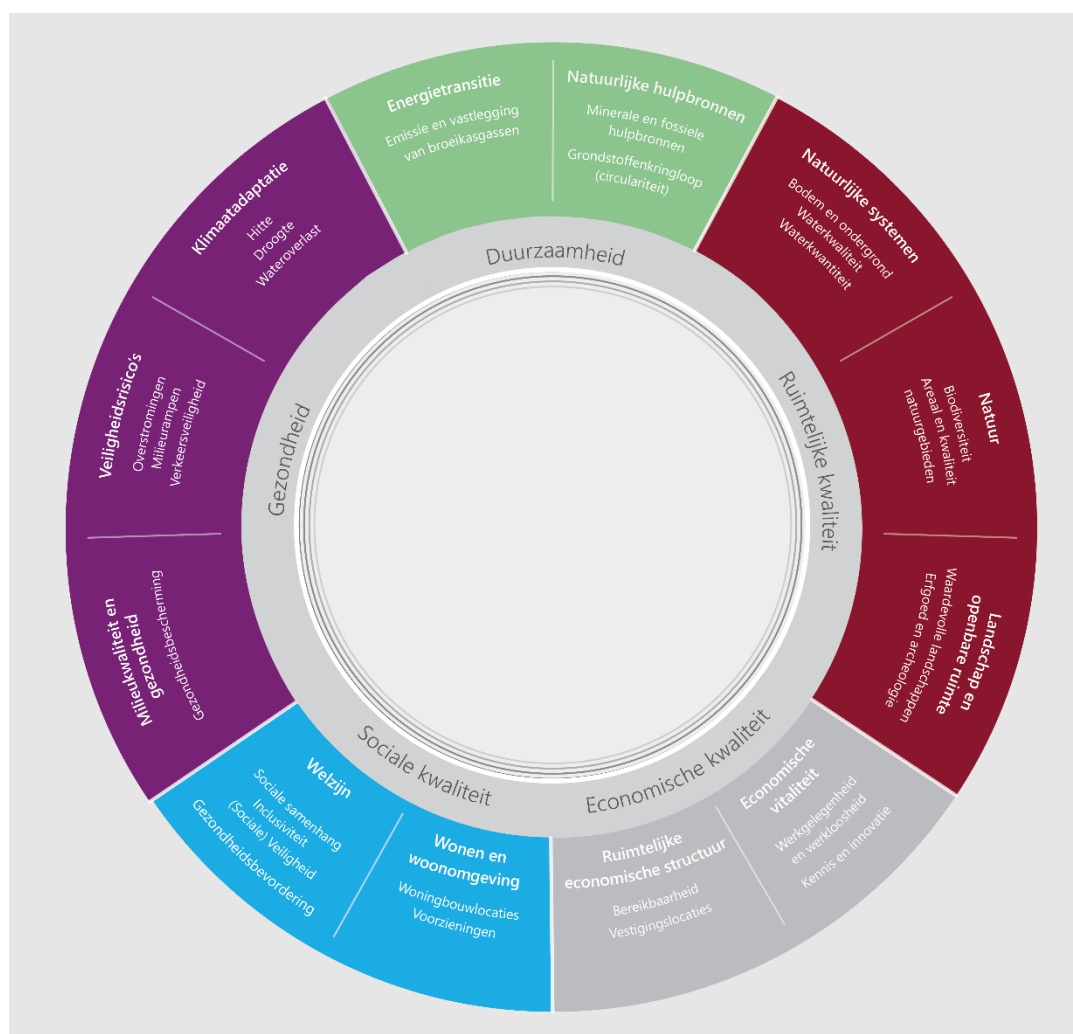 Energietransitie
Emissie en vastlegging
van broeikasgassen
Natuurlijke hulpbronnen
Minerale en fossiele
hulpbronnen
Grondstoffenkringloop
(circulariteit)
Natuurlijke systemen
Bodem en ondergrond
Waterkwaliteit
Waterkwantiteit
Natuur
Biodiversiteit
Areaal en kwaliteit
natuurgebieden
Landschap en
openbare ruimte
Waardevolle landschappen
Erfgoed en archeologie
Economische
vitaliteit
Werkgelegenheid
en werkloosheid
Kennis en innovatie
Ruimtelijke
economische structuur
Bereikbaarheid
Vestigingslocaties
Wonen en
woonomgeving
Woningbouwlocaties
Voorzieningen
Welzijn
Sociale samenhang
Inclusiviteit
(Sociale) Veiligheid
Gezondheidsbevordering
Milieukwaliteit en
gezondheid
Gezondheidsbescherming
Veiligheidsrisico's
Overstromingen
Milieurampen
Verkeersveiligheid
Klimaatadaptatie
Hitte
Droogte
Wateroverlast
Duurzaamheid
Ruimtelijke kwaliteit
Economische kwaliteit
Sociale kwaliteit
Gezondheid